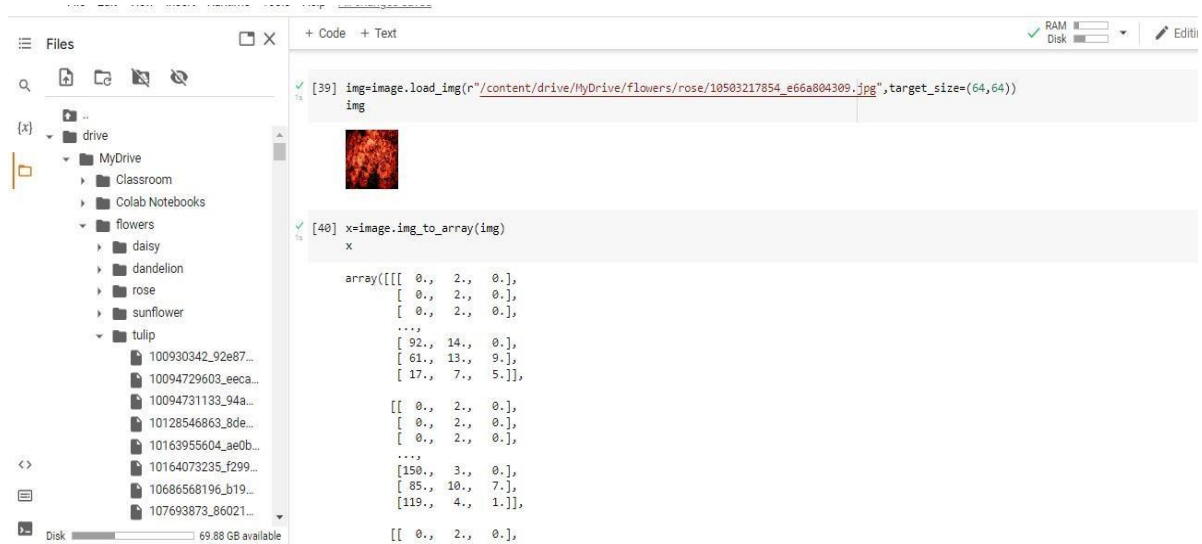 Files
+ Code + Text
RAM
Disk
..
{x}
drive
MyDrive
Classroom
Colab Notebooks
flowers
daisy
dandelion
rose
sunflower
tulip
100930342_92e87...
10094729603_eeca...
10094731133_94a...
10128546863_8de...
10163955604_ae0b...
10164073235_f299...
10686568196_b19...
107693873_86021...
Disk 69.88 GB available
[39] img=image.load_img(r"/content/drive/MyDrive/flowers/rose/10503217854_e66a804309.jpg",target_size=(64,64))
img
[40] x=image.img_to_array(img)
x
array([[[ 0., 2., 0.],
[ 0., 2., 0.],
[ 0., 2., 0.],
...,
[ 92., 14., 0.],
[ 61., 13., 9.],
[ 17., 7., 5.]],
[[ 0., 2., 0.],
[ 0., 2., 0.],
[ 0., 2., 0.],
...,
[150., 3., 0.],
[ 85., 10., 7.],
[119., 4., 1.]],
[[ 0., 2., 0.],